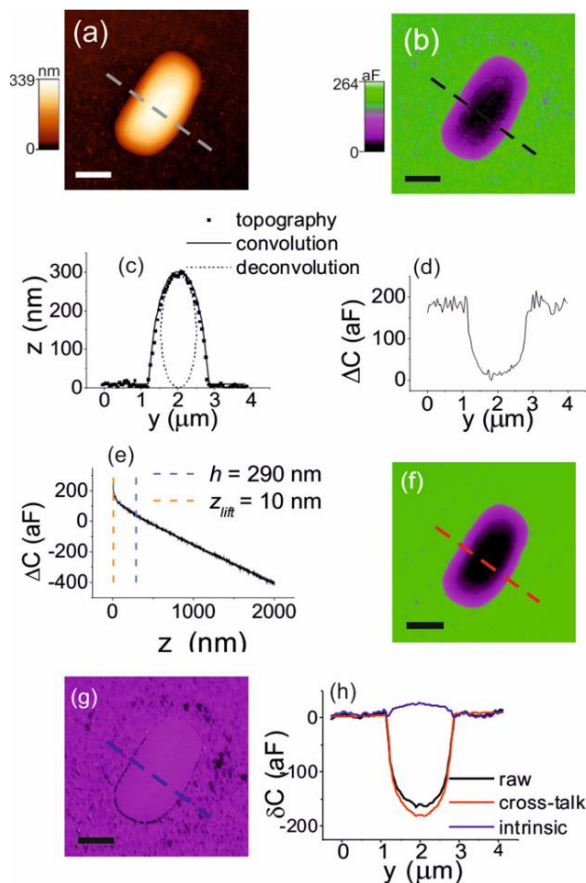 (a)
(b)
nm
339
0
aF
264
0
topography
convolution
deconvolution
(c)
z (nm)
300
200
100
0
0 1 2 3 4
y (μm)
(d)
ΔC (aF)
200
100
0
0 1 2 3 4
y (μm)
(e)
h = 290 nm
z_lift = 10 nm
ΔC (aF)
200
0
-200
-400
0 1000 2000
z (nm)
(f)
(g)
(h)
δC (aF)
0
-100
-200
raw
cross-talk
intrinsic
0 1 2 3 4
y (μm)